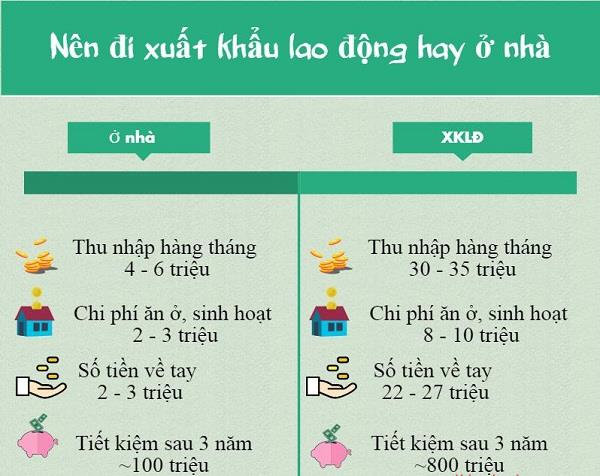 Nên đi xuất khẩu lao động hay ở nhà
Ở nhà
XKLĐ
Thu nhập hàng tháng
4 - 6 triệu
Chi phí ăn ở, sinh hoạt
2 - 3 triệu
Số tiền về tay
2 - 3 triệu
Tiết kiệm sau 3 năm
~100 triệu
Thu nhập hàng tháng
30 - 35 triệu
Chi phí ăn ở, sinh hoạt
8 - 10 triệu
Số tiền về tay
22 - 27 triệu
Tiết kiệm sau 3 năm
~800 triệu